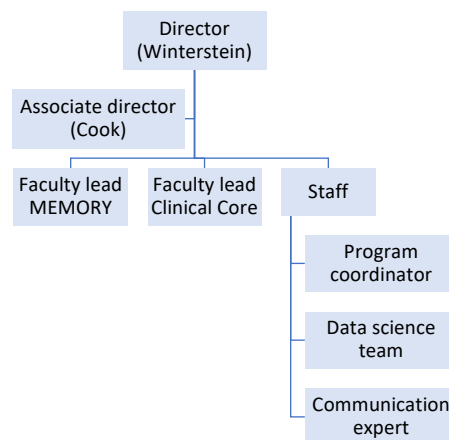 Director
(Winterstein)
Associate director
(Cook)
Faculty lead
MEMORY
Faculty lead
Clinical Core
Staff
Program
coordinator
Data science
team
Communication
expert